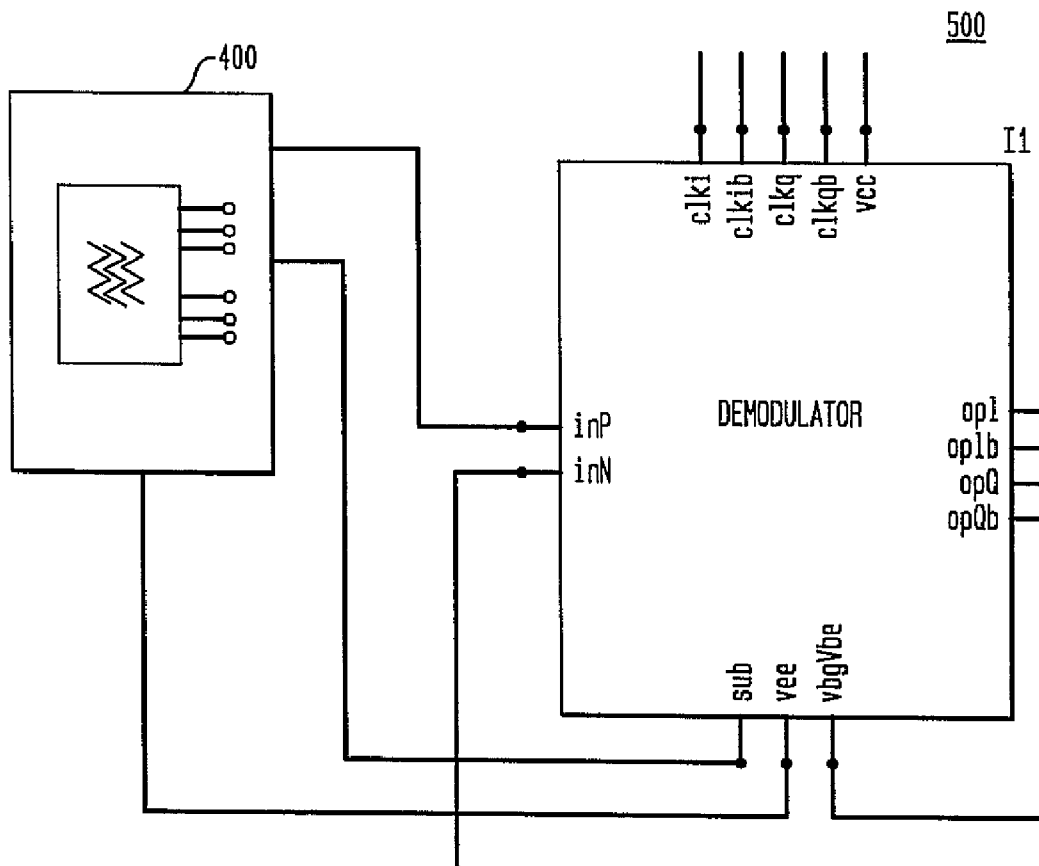 500
400
I1
clki
clkib
clkq
clkqb
vcc
inP
inN
DEMODULATOR
opI
opIb
opQ
opQb
sub
vee
vbgVbe